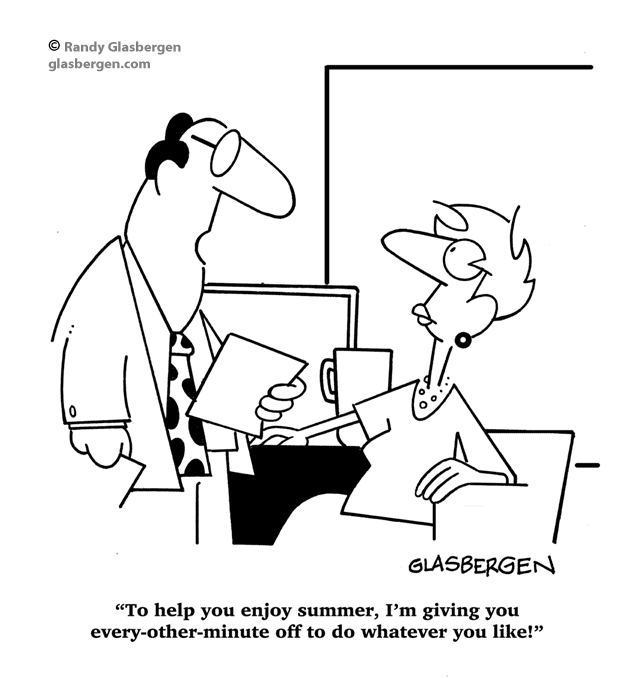 © Randy Glasbergen
glasbergen.com
GLASBERGEN
“To help you enjoy summer, I’m giving you
every-other-minute off to do whatever you like!”